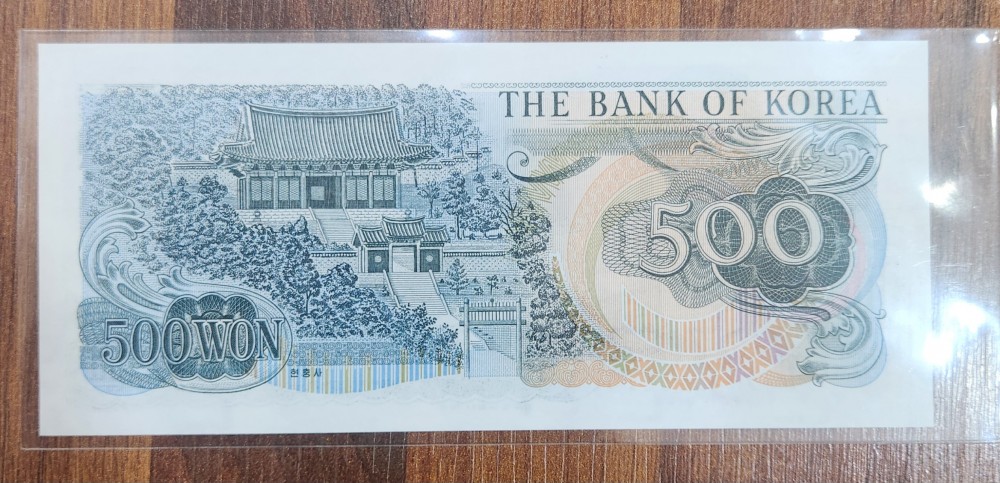 THE BANK OF KOREA
500
500 WON
현충사